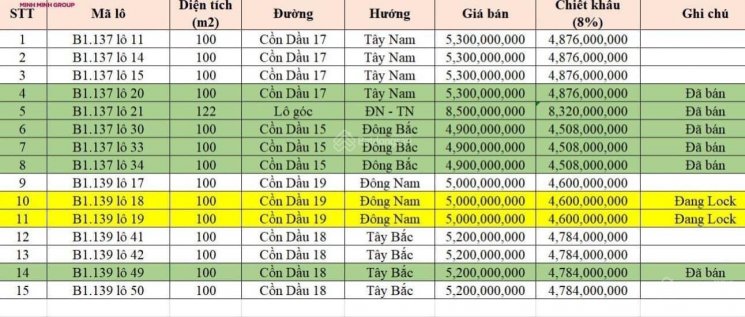 MINH MINH GROUP
STT Mã lô Diện tích (m2) Đường Hướng Giá bán Chiết khấu (8%) Ghi chú
1 B1.137 lô 11 100 Cồn Dầu 17 Tây Nam 5,300,000,000 4,876,000,000
2 B1.137 lô 14 100 Cồn Dầu 17 Tây Nam 5,300,000,000 4,876,000,000
3 B1.137 lô 15 100 Cồn Dầu 17 Tây Nam 5,300,000,000 4,876,000,000
4 B1.137 lô 20 100 Cồn Dầu 17 Tây Nam 5,300,000,000 4,876,000,000 Đã bán
5 B1.137 lô 21 122 Lô góc ĐN - TN 8,500,000,000 8,320,000,000 Đã bán
6 B1.137 lô 30 100 Cồn Dầu 15 Đông Bắc 4,900,000,000 4,508,000,000 Đã bán
7 B1.137 lô 33 100 Cồn Dầu 15 Đông Bắc 4,900,000,000 4,508,000,000 Đã bán
8 B1.137 lô 34 100 Cồn Dầu 15 Đông Bắc 4,900,000,000 4,508,000,000 Đã bán
9 B1.139 lô 17 100 Cồn Dầu 19 Đông Nam 5,000,000,000 4,600,000,000
10 B1.139 lô 18 100 Cồn Dầu 19 Đông Nam 5,000,000,000 4,600,000,000 Đang Lock
11 B1.139 lô 19 100 Cồn Dầu 19 Đông Nam 5,000,000,000 4,600,000,000 Đang Lock
12 B1.139 lô 41 100 Cồn Dầu 18 Tây Bắc 5,200,000,000 4,784,000,000
13 B1.139 lô 42 100 Cồn Dầu 18 Tây Bắc 5,200,000,000 4,784,000,000
14 B1.139 lô 49 100 Cồn Dầu 18 Tây Bắc 5,200,000,000 4,784,000,000 Đã bán
15 B1.139 lô 50 100 Cồn Dầu 18 Tây Bắc 5,200,000,000 4,784,000,000